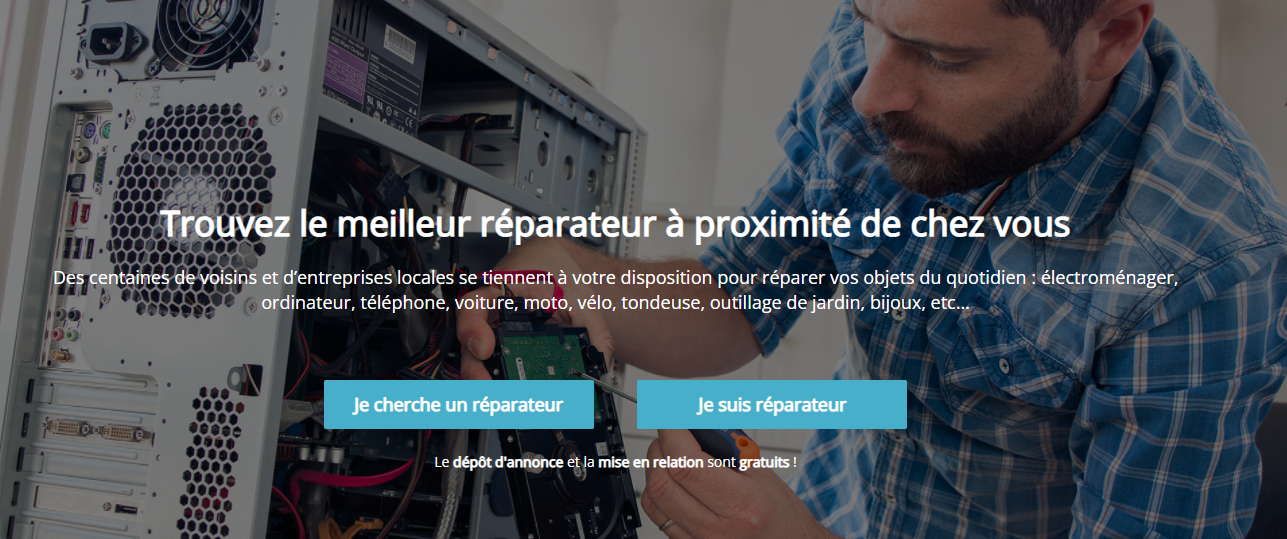 Trouvez le meilleur réparateur à proximité de chez vous
Des centaines de voisins et d’entreprises locales se tiennent à votre disposition pour réparer vos objets du quotidien : électroménager,
ordinateur, téléphone, voiture, moto, vélo, tondeuse, outillage de jardin, bijoux, etc...
Je cherche un réparateur
Je suis réparateur
Le dépôt d'annonce et la mise en relation sont gratuits !